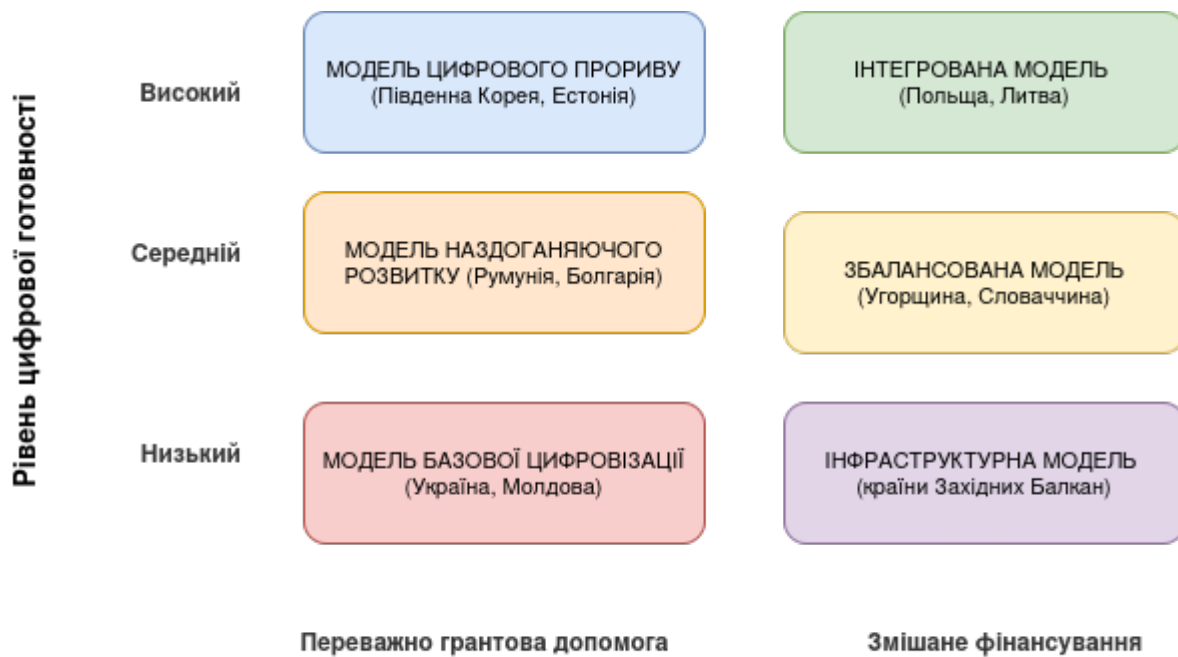 Рівень цифрової готовності
Високий
МОДЕЛЬ ЦИФРОВОГО ПРОРИВУ
(Південна Корея, Естонія)
ІНТЕГРОВАНА МОДЕЛЬ
(Польща, Литва)
Середній
МОДЕЛЬ НАЗДОГАНЯЮЧОГО
РОЗВИТКУ (Румунія, Болгарія)
ЗБАЛАНСОВАНА МОДЕЛЬ
(Угорщина, Словаччина)
Низький
МОДЕЛЬ БАЗОВОЇ ЦИФРОВІЗАЦІЇ
(Україна, Молдова)
ІНФРАСТРУКТУРНА МОДЕЛЬ
(країни Західних Балкан)
Переважно грантова допомога
Змішане фінансування